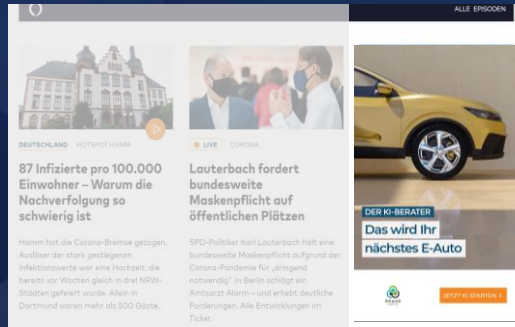 ALLE EPISODEN
DEUTSCHLAND HOTSPOT HAMM
87 Infizierte pro 100.000
Einwohner – Warum die
Nachverfolgung so
schwierig ist
Hamm hat die Corona-Bremse gezogen.
Auslöser der stark gestiegenen
Infektionswerte war eine Hochzeit, die
bereits vor Wochen gleich in drei NRW-
Städten gefeiert wurde. Allein in
Dortmund waren mehr als 500 Gäste.
LIVE CORONA
Lauterbach fordert
bundesweite
Maskenpflicht auf
öffentlichen Plätzen
SPD-Politiker Karl Lauterbach hält eine
bundesweite Maskenpflicht aufgrund der
Corona-Pandemie für „dringend
notwendig“. In Berlin schlägt ein
Amtsarzt Alarm – und erhebt deutliche
Forderungen. Alle Entwicklungen im
Ticker.
DER KI-BERATER
Das wird Ihr
nächstes E-Auto
JETZT KI STARTEN >